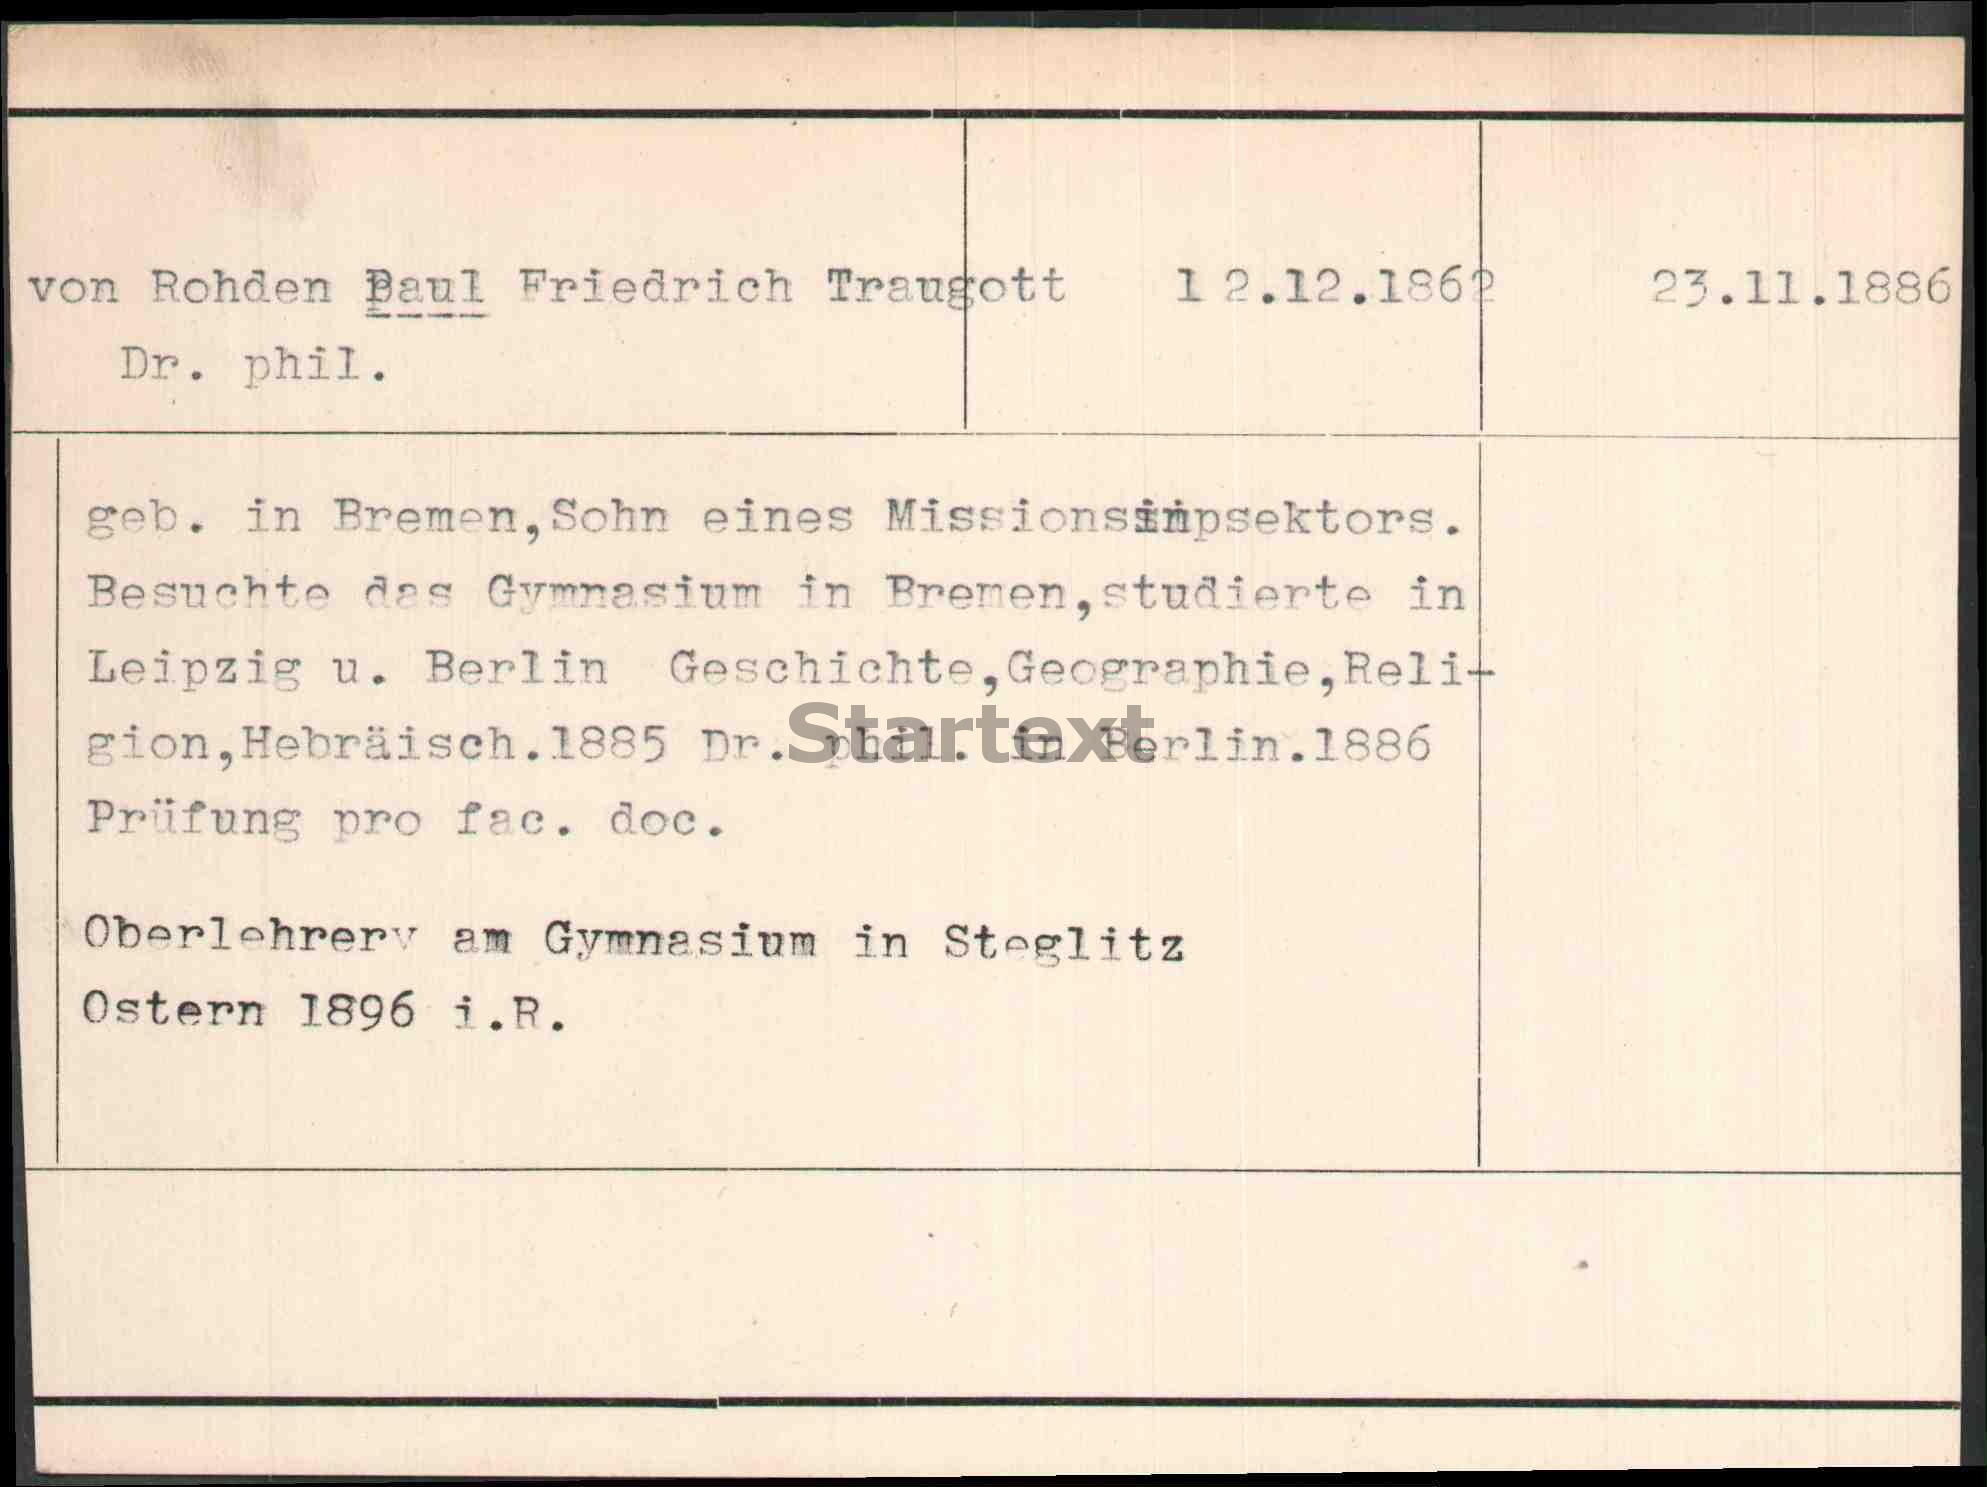 von Rohden Paul Friedrich Traugott 12.12.1862 23.11.1886
Dr. phil.
geb. in Bremen,Sohn eines Missionsinpsektors.
Besuchte das Gymnasium in Bremen,studierte in
Leipzig u. Berlin Geschichte,Geographie,Reli-
gion,Hebräisch.1885 Dr. phil. in Berlin.1886
Startext
Prüfung pro fac. doc.
Oberlehrerv am Gymnasium in Steglitz
Ostern 1896 i.R.